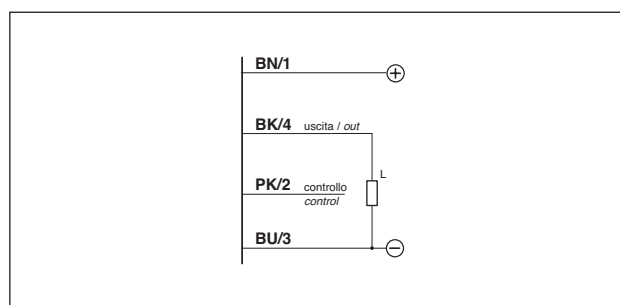 BN/1
+
BK/4 uscita / out
L
PK/2 controllo
control
BU/3
−